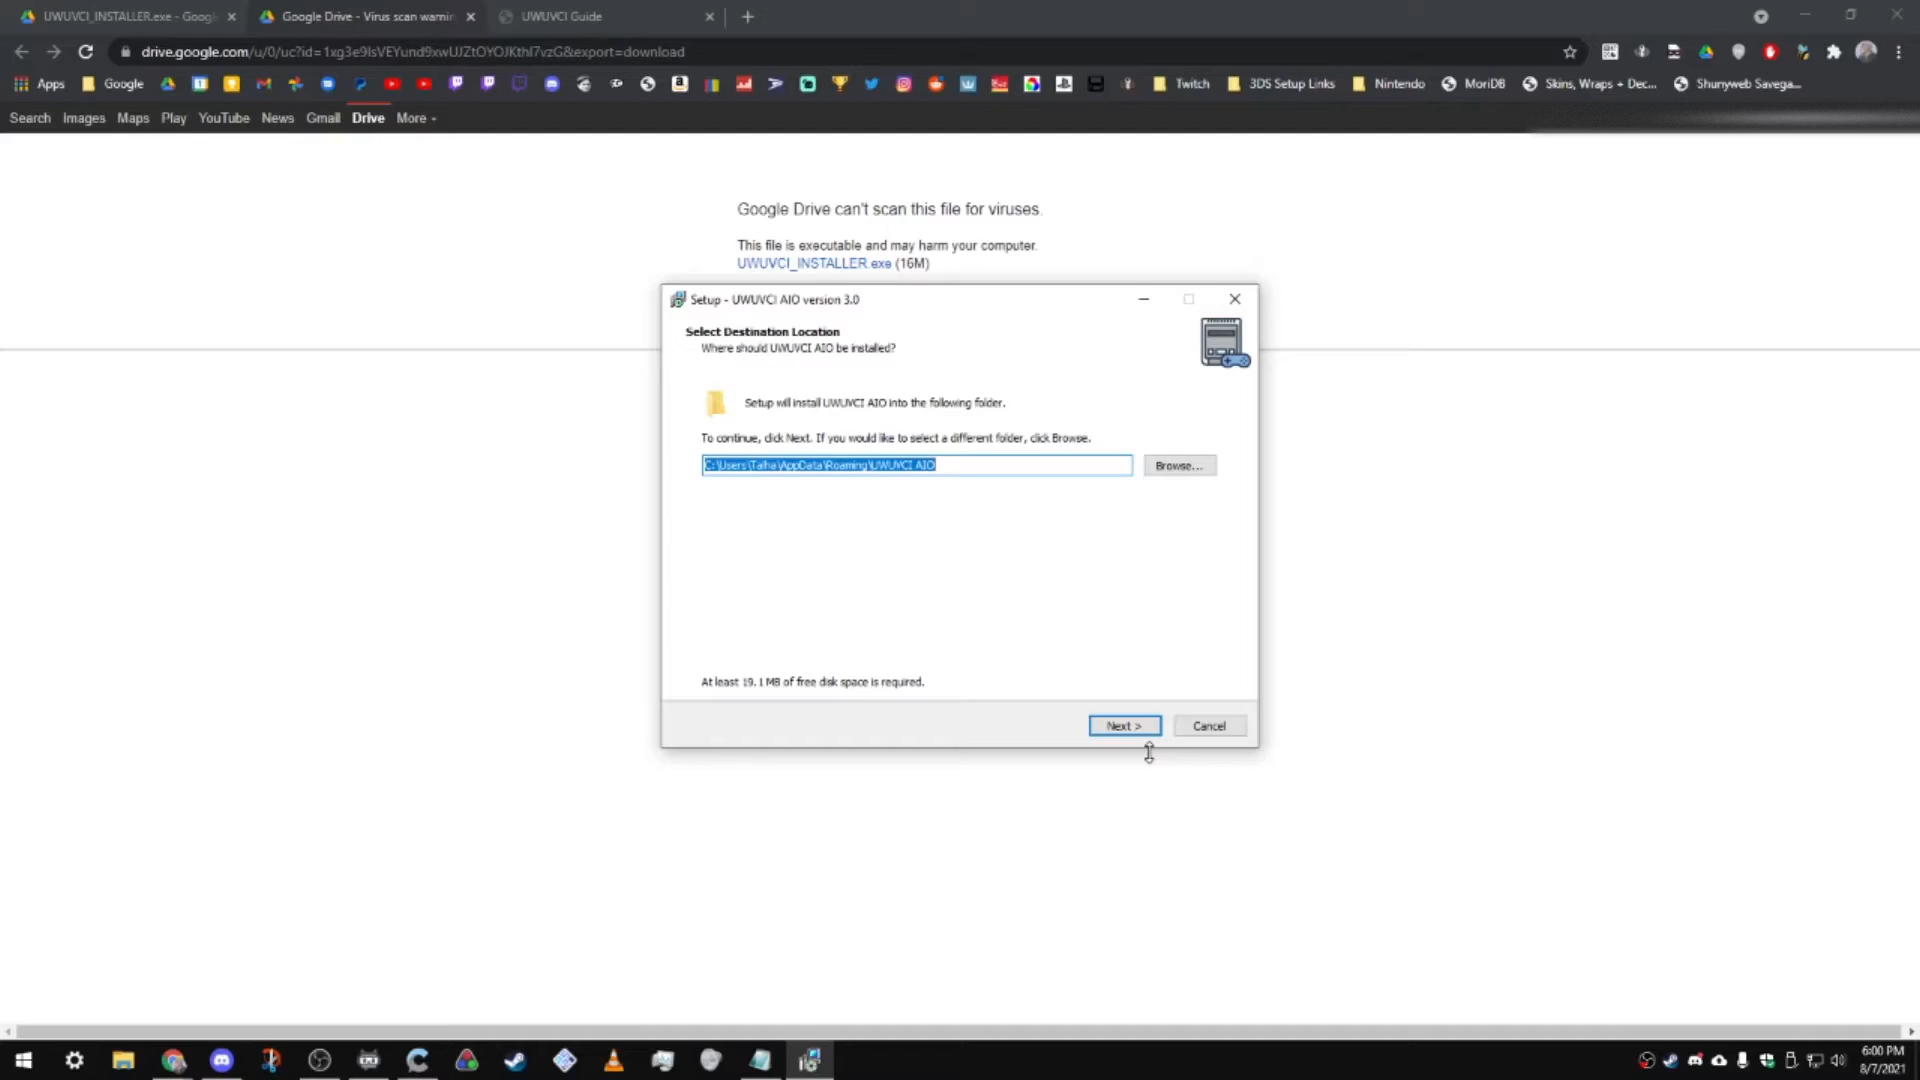 UWUVCI_INSTALLER.exe - Googl
Google Drive - Virus scan warnin
UWUVCI Guide
drive.google.com/u/0/uc?id=1xg3e9lsVEYund9xwUJZtOYOJKthI7vzG&export=download
Apps
Google
Twitch
3DS Setup Links
Nintendo
MoriDB
Skins, Wraps + Dec...
Shunyweb Savega...
Search Images Maps Play YouTube News Gmail Drive More
Google Drive can't scan this file for viruses.
This file is executable and may harm your computer.
UWUVCI_INSTALLER.exe (16M)
Setup - UWUVCI AIO version 3.0
Select Destination Location
Where should UWUVCI AIO be installed?
Setup will install UWUVCI AIO into the following folder.
To continue, click Next. If you would like to select a different folder, click Browse.
C:\Users\Talha\AppData\Roaming\UWUVCI AIO
Browse...
At least 19.1 MB of free disk space is required.
Next >
Cancel
6:00 PM
8/7/2021